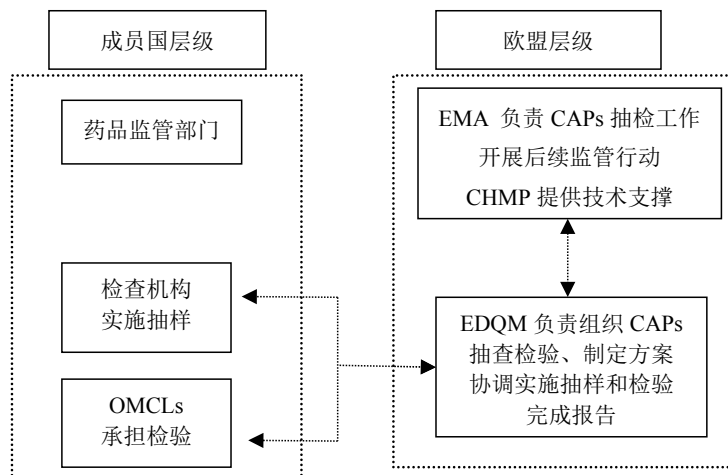 成员国层级
药品监管部门
检查机构
实施抽样
OMCLs
承担检验
欧盟层级
EMA 负责 CAPs 抽检工作
开展后续监管行动
CHMP 提供技术支撑
EDQM 负责组织 CAPs
抽查检验、制定方案
协调实施抽样和检验
完成报告